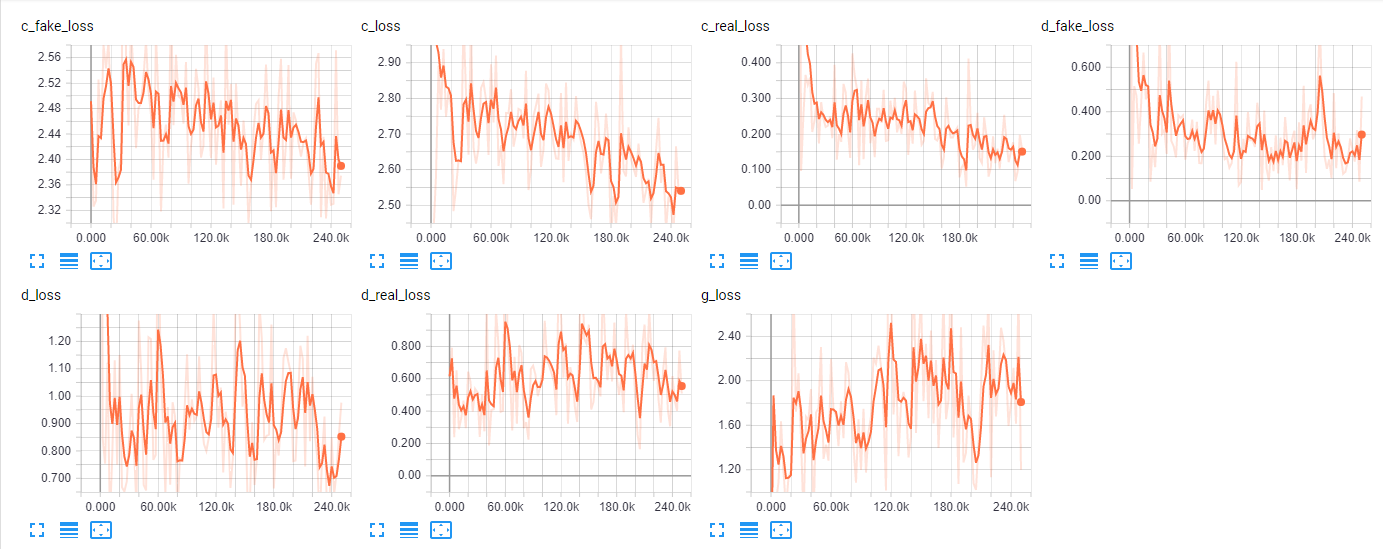 c_fake_loss c_loss c_real_loss d_fake_loss
2.56 2.90 0.400 0.600
2.52
2.48 2.80 0.300 0.400
2.44 2.70 0.200
2.40 0.200
2.36 2.60 0.100
2.32 2.50 0.00 0.00
0.000 60.00k 120.0k 180.0k 240.0k 0.000 60.00k 120.0k 180.0k 240.0k 0.000 60.00k 120.0k 180.0k 0.000 60.00k 120.0k 180.0k 240.0k
d_loss d_real_loss g_loss
1.20 0.800 2.40
1.10
1.00 0.600 2.00
0.900 0.400 1.60
0.800 0.200
0.700 0.00 1.20
0.000 60.00k 120.0k 180.0k 240.0k 0.000 60.00k 120.0k 180.0k 240.0k 0.000 60.00k 120.0k 180.0k 240.0k